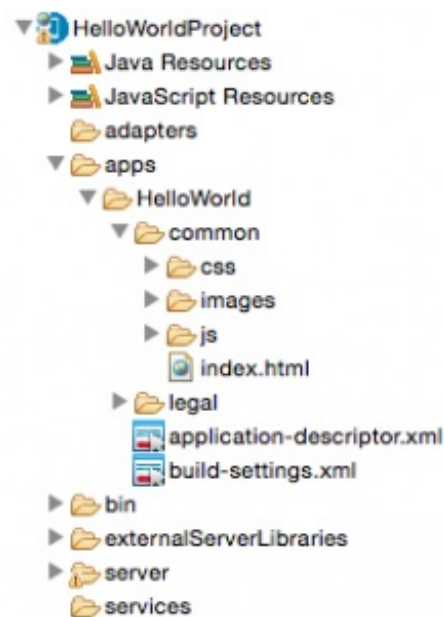 HelloWorldProject
Java Resources
JavaScript Resources
adapters
apps
HelloWorld
common
css
images
js
index.html
legal
application-descriptor.xml
build-settings.xml
bin
externalServerLibraries
server
services